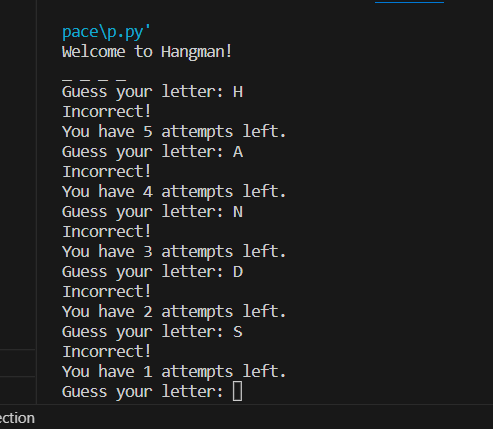 pace\p.py'
Welcome to Hangman!
_ _ _ _
Guess your letter: H
Incorrect!
You have 5 attempts left.
Guess your letter: A
Incorrect!
You have 4 attempts left.
Guess your letter: N
Incorrect!
You have 3 attempts left.
Guess your letter: D
Incorrect!
You have 2 attempts left.
Guess your letter: S
Incorrect!
You have 1 attempts left.
Guess your letter:
ection